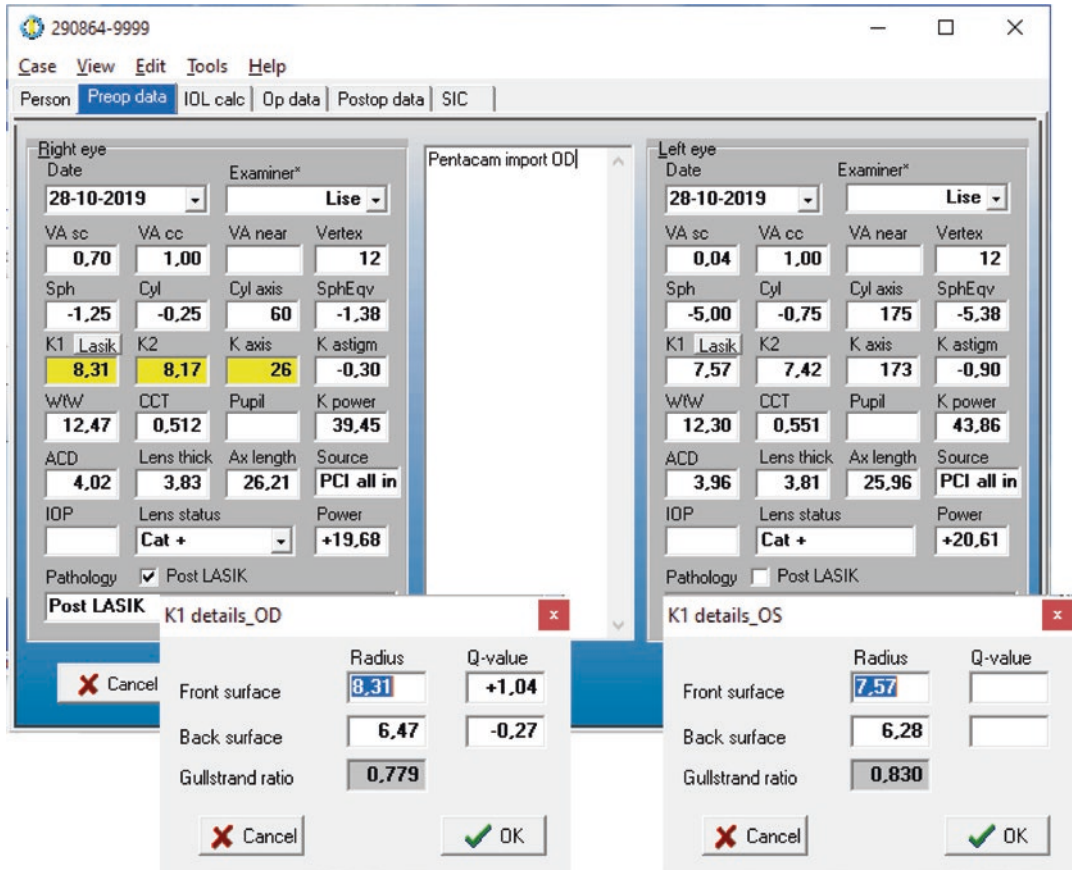 290864-9999
Case View Edit Tools Help
Person Preop data IOL calc Op data Postop data SIC
Right eye
Date Examiner*
28-10-2019 Lise
VA sc VA cc VA near Vertex
0,70 1,00 12
Sph Cyl Cyl axis SphEqv
-1,25 -0,25 60 -1,38
K1 Lasik K2 K axis K astigm
8,31 8,17 26 -0,30
WtW CCT Pupil K power
12,47 0,512 39,45
ACD Lens thick Ax length Source
4,02 3,83 26,21 PCI all in
IOP Lens status Power
Cat + +19,68
Pathology Post LASIK
Post LASIK
Cancel
Pentacam import OD
Left eye
Date Examiner*
28-10-2019 Lise
VA sc VA cc VA near Vertex
0,04 1,00 12
Sph Cyl Cyl axis SphEqv
-5,00 -0,75 175 -5,38
K1 Lasik K2 K axis K astigm
7,57 7,42 173 -0,90
WtW CCT Pupil K power
12,30 0,551 43,86
ACD Lens thick Ax length Source
3,96 3,81 25,96 PCI all in
IOP Lens status Power
Cat + +20,61
Pathology Post LASIK
K1 details_OD
Radius Q-value
Front surface 8,31 +1,04
Back surface 6,47 -0,27
Gullstrand ratio 0,779
Cancel OK
K1 details_OS
Radius Q-value
Front surface 7,57
Back surface 6,28
Gullstrand ratio 0,830
Cancel OK